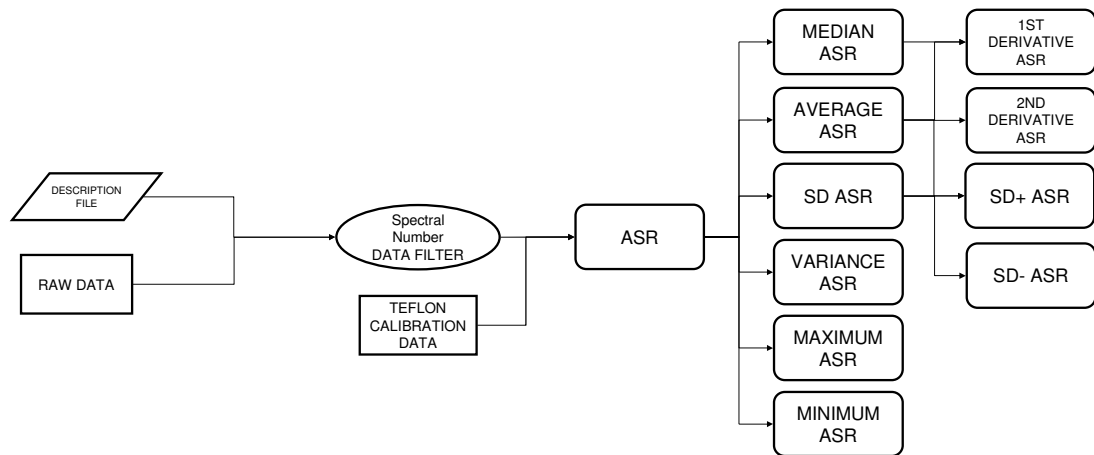 DESCRIPTION
FILE
RAW DATA
Spectral
Number
DATA FILTER
TEFLON
CALIBRATION
DATA
ASR
MEDIAN
ASR
AVERAGE
ASR
SD ASR
VARIANCE
ASR
MAXIMUM
ASR
MINIMUM
ASR
1ST
DERIVATIVE
ASR
2ND
DERIVATIVE
ASR
SD+ ASR
SD- ASR